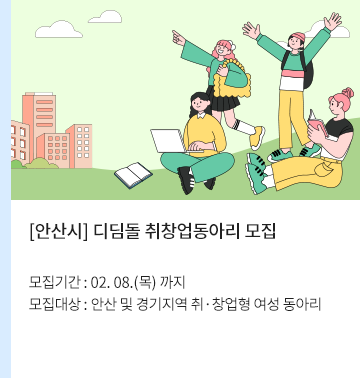 [안산시] 디딤돌 취창업동아리 모집
모집기간 : 02. 08.(목) 까지
모집대상 : 안산 및 경기지역 취·창업형 여성 동아리